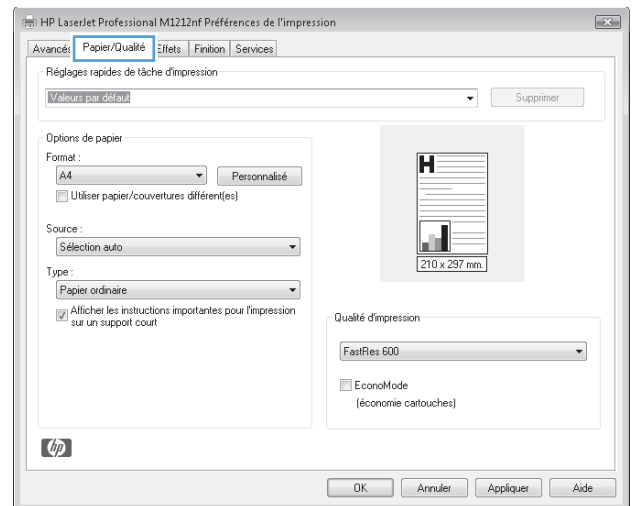 HP LaserJet Professional M1212nf Préférences de l'impression
Avancés Papier/Qualité Effets Finition Services
Réglages rapides de tâche d'impression
Valeurs par défaut
Supprimer
Options de papier
Format :
A4
Personnalisé
Utiliser papier/couvertures différent(es)
Source :
Sélection auto
Type :
Papier ordinaire
Afficher les instructions importantes pour l'impression
sur un support court
H
210 x 297 mm.
Qualité d'impression
FastRes 600
EconoMode
(économie cartouches)
hp
OK Annuler Appliquer Aide